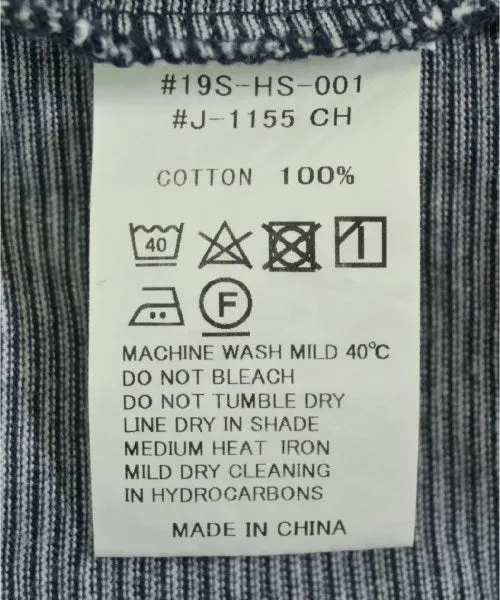 #19S-HS-001
#J-1155 CH
COTTON 100%
40
F
MACHINE WASH MILD 40℃
DO NOT BLEACH
DO NOT TUMBLE DRY
LINE DRY IN SHADE
MEDIUM HEAT IRON
MILD DRY CLEANING
IN HYDROCARBONS
MADE IN CHINA